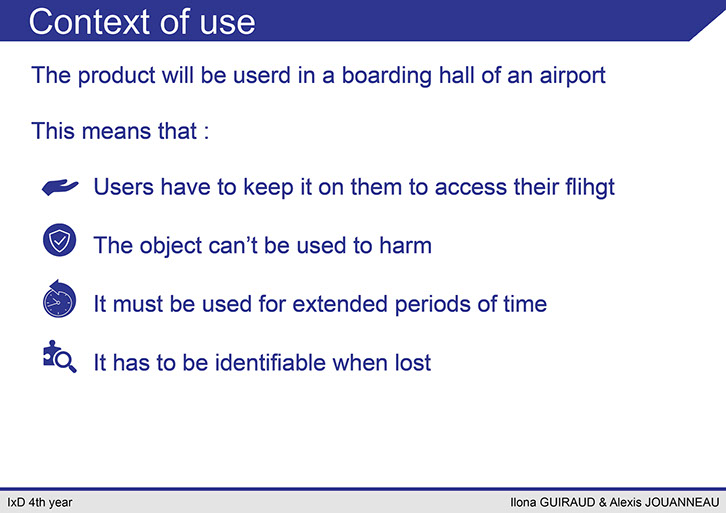 Context of use
The product will be userd in a boarding hall of an airport
This means that :
Users have to keep it on them to access their flihgt
The object can't be used to harm
It must be used for extended periods of time
It has to be identifiable when lost
IxD 4th year
Ilona GUIRAUD & Alexis JOUANNEAU